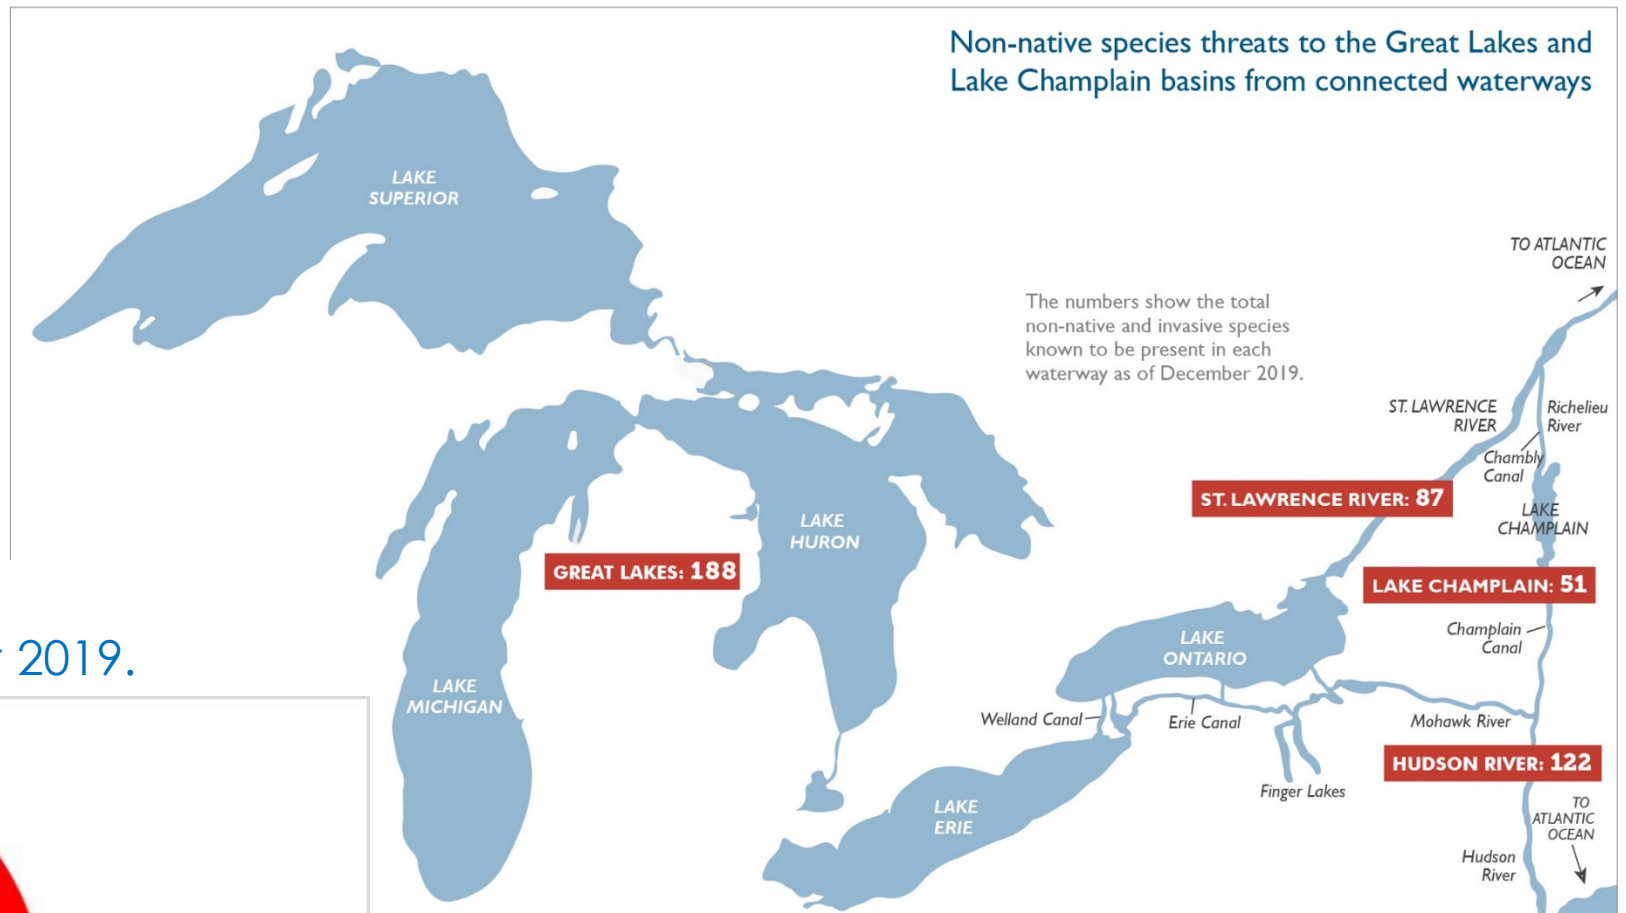 Non-native species threats to the Great Lakes and
Lake Champlain basins from connected waterways
LAKE
SUPERIOR
TO ATLANTIC
OCEAN
The numbers show the total
non-native and invasive species
known to be present in each
waterway as of December 2019.
ST. LAWRENCE
RIVER
Richelieu
River
Chambly
Canal
ST. LAWRENCE RIVER: 87
LAKE
CHAMPLAIN
LAKE
HURON
GREAT LAKES: 188
LAKE CHAMPLAIN: 51
Champlain
Canal
LAKE
ONTARIO
2019.
LAKE
MICHIGAN
Welland Canal
Erie Canal
Mohawk River
HUDSON RIVER: 122
Finger Lakes
LAKE
ERIE
TO
ATLANTIC
OCEAN
Hudson
River